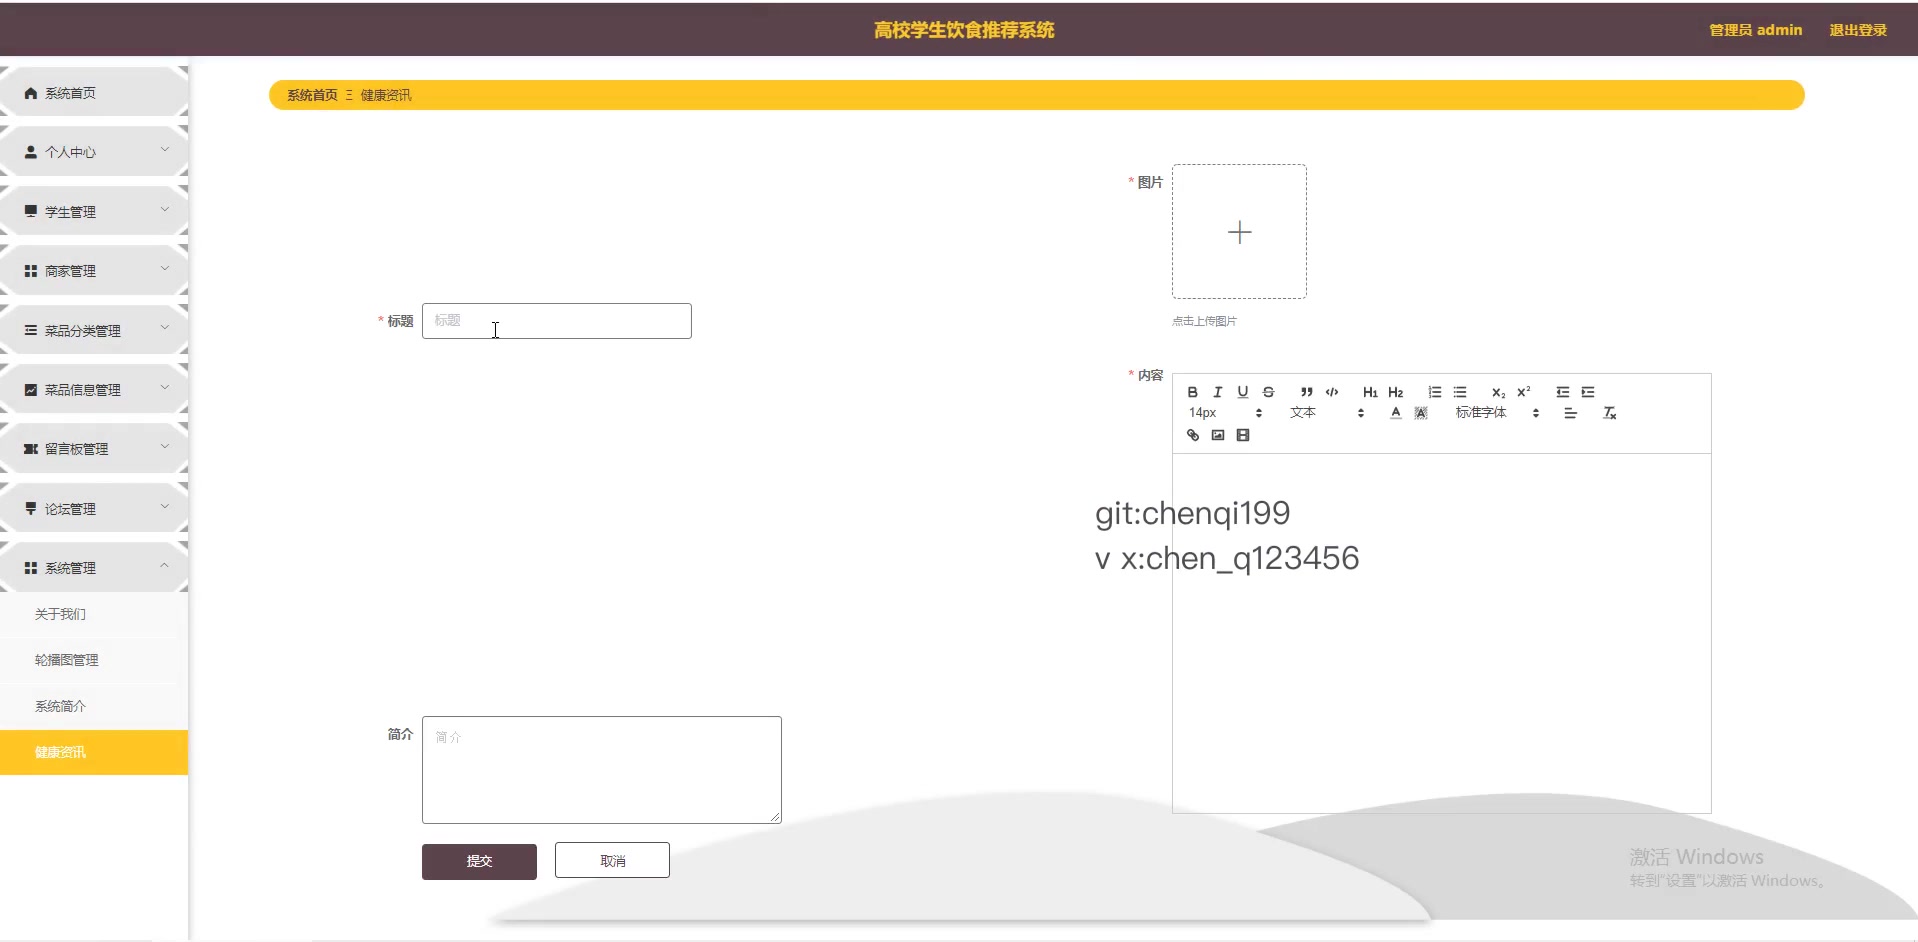 高校学生饮食推荐系统
管理员 admin
退出登录
系统首页
个人中心
学生管理
商家管理
菜品分类管理
菜品信息管理
留言板管理
论坛管理
系统管理
关于我们
轮播图管理
系统简介
健康资讯
系统首页 Ξ 健康资讯
* 图片
点击上传图片
* 标题
标题
* 内容
B I U S H1 H2 X2 X2
14px 文本 A A 标准字体 Tx
git:chenqi199
v x:chen_q123456
简介
简介
提交
取消
激活 Windows
转到"设置"以激活 Windows。